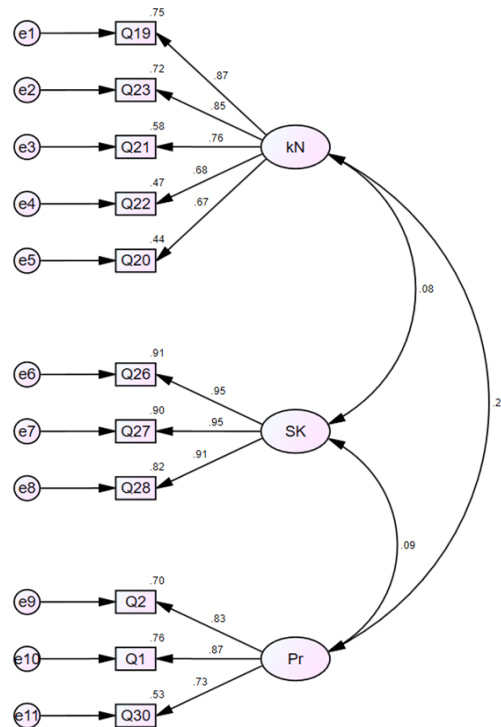 .75
e1 Q19
.87
.72
e2 Q23
.85
.58
e3 Q21
.76
kN
.47
e4 Q22
.68
.44
e5 Q20
.67
.08
.2
.91
e6 Q26
.95
.90
e7 Q27
.95
SK
.82
e8 Q28
.91
.09
.70
e9 Q2
.83
.76
e10 Q1
.87
Pr
.53
e11 Q30
.73